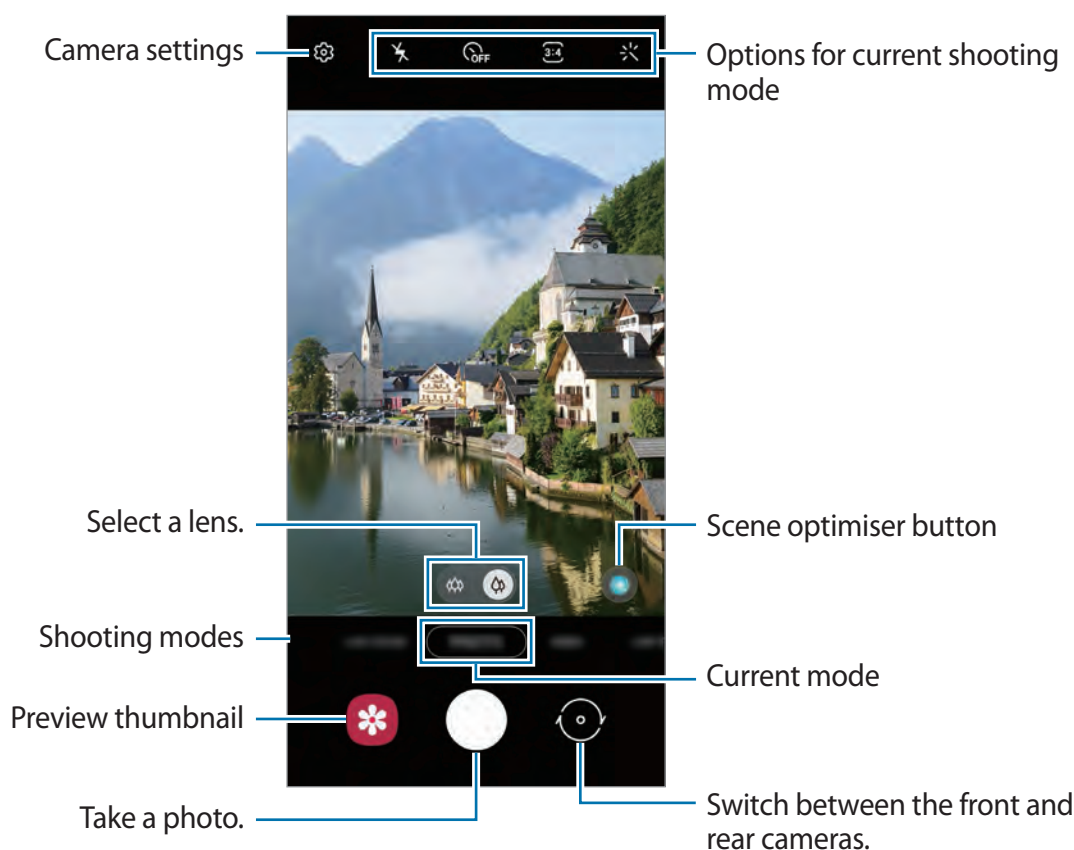 Camera settings
OFF
3:4
Options for current shooting
mode
Select a lens.
Scene optimiser button
Shooting modes
Current mode
Preview thumbnail
Take a photo.
Switch between the front and
rear cameras.